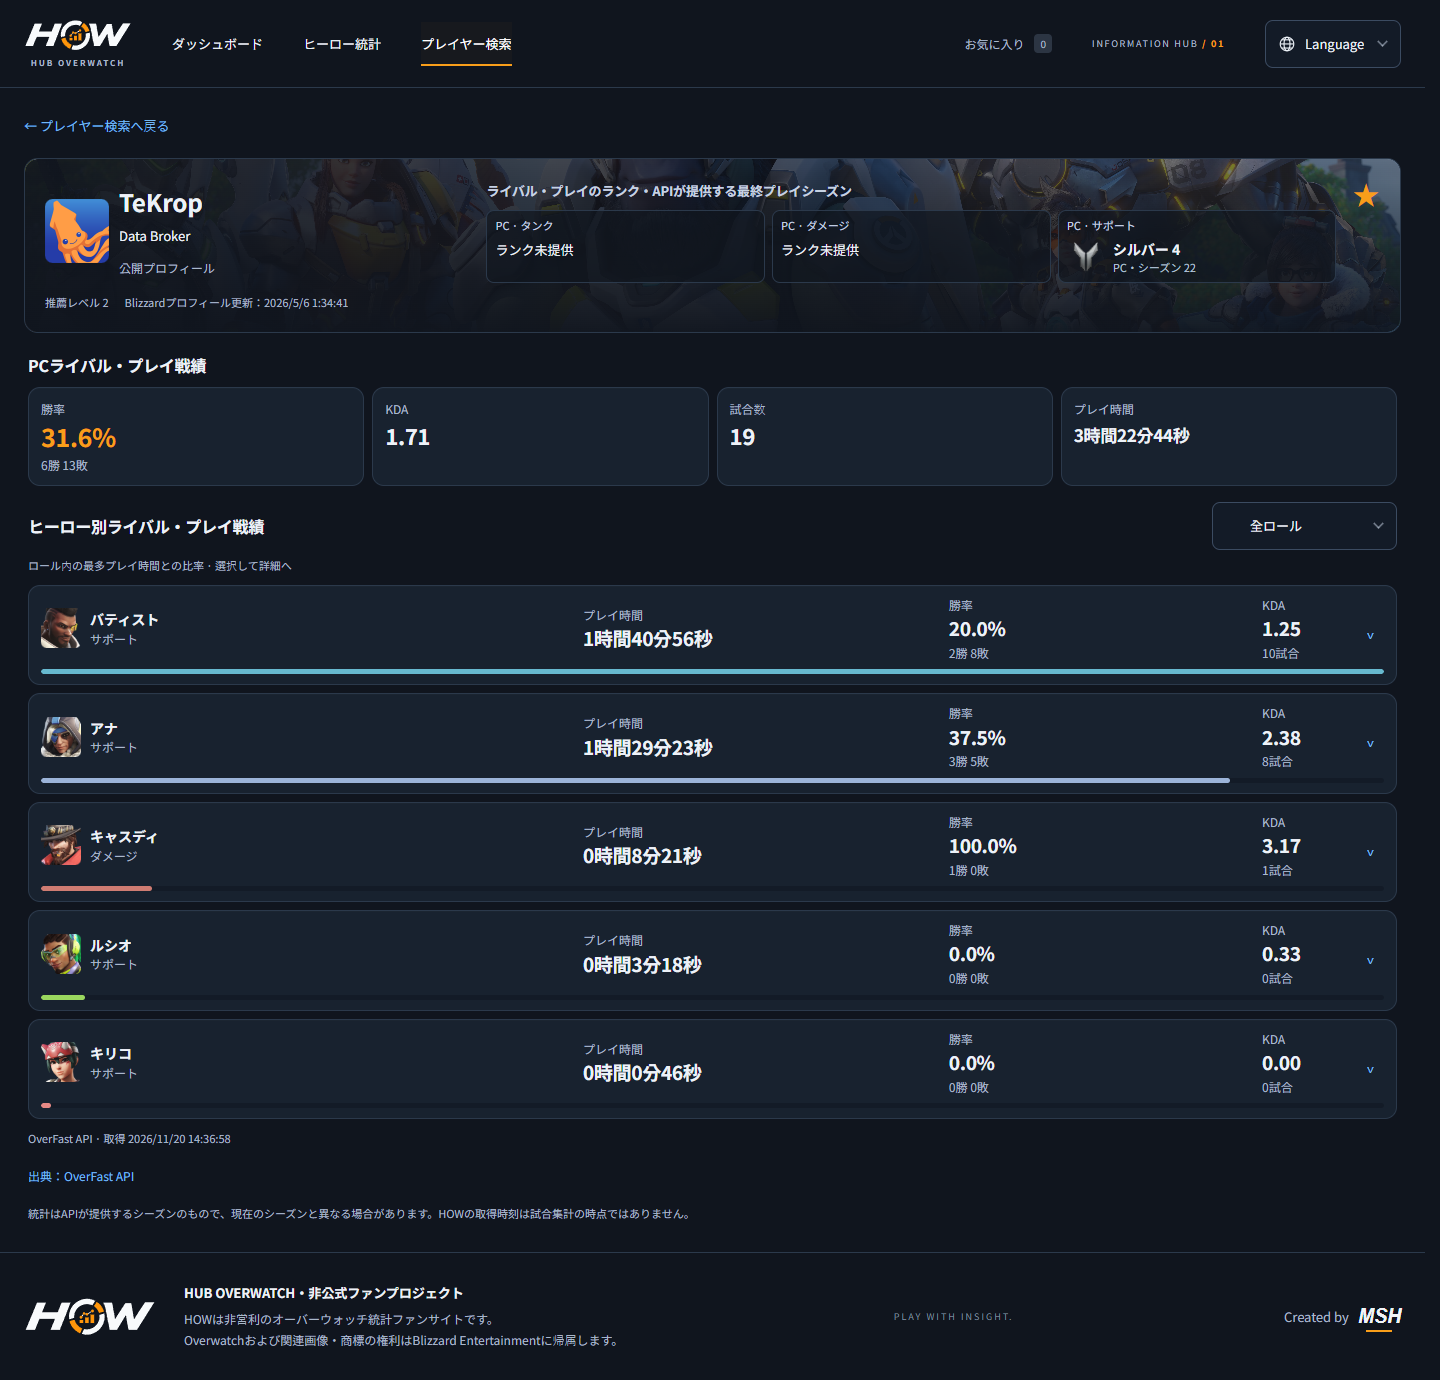 HOW
HUB OVERWATCH
ダッシュボード
ヒーロー統計
プレイヤー検索
お気に入り 0
INFORMATION HUB / 01
Language
← プレイヤー検索へ戻る
TeKrop
Data Broker
公開プロフィール
推薦レベル 2 Blizzardプロフィール更新：2026/5/6 1:34:41
ライバル・プレイのランク・APIが提供する最終プレイシーズン
PC・タンク
ランク未提供
PC・ダメージ
ランク未提供
PC・サポート
シルバー 4
PC・シーズン 22
PCライバル・プレイ戦績
勝率
31.6%
6勝 13敗
KDA
1.71
試合数
19
プレイ時間
3時間22分44秒
ヒーロー別ライバル・プレイ戦績
全ロール
ロール内の最多プレイ時間との比率・選択して詳細へ
バティスト
サポート
プレイ時間
1時間40分56秒
勝率
20.0%
2勝 8敗
KDA
1.25
10試合
v
アナ
サポート
プレイ時間
1時間29分23秒
勝率
37.5%
3勝 5敗
KDA
2.38
8試合
v
キャスディ
ダメージ
プレイ時間
0時間8分21秒
勝率
100.0%
1勝 0敗
KDA
3.17
1試合
v
ルシオ
サポート
プレイ時間
0時間3分18秒
勝率
0.0%
0勝 0敗
KDA
0.33
0試合
v
キリコ
サポート
プレイ時間
0時間0分46秒
勝率
0.0%
0勝 0敗
KDA
0.00
0試合
v
OverFast API・取得 2026/11/20 14:36:58
出典：OverFast API
統計はAPIが提供するシーズンのもので、現在のシーズンと異なる場合があります。HOWの取得時刻は試合集計の時点ではありません。
HOW
HUB OVERWATCH・非公式ファンプロジェクト
HOWは非営利のオーバーウォッチ統計ファンサイトです。
Overwatchおよび関連画像・商標の権利はBlizzard Entertainmentに帰属します。
PLAY WITH INSIGHT.
Created by MSH